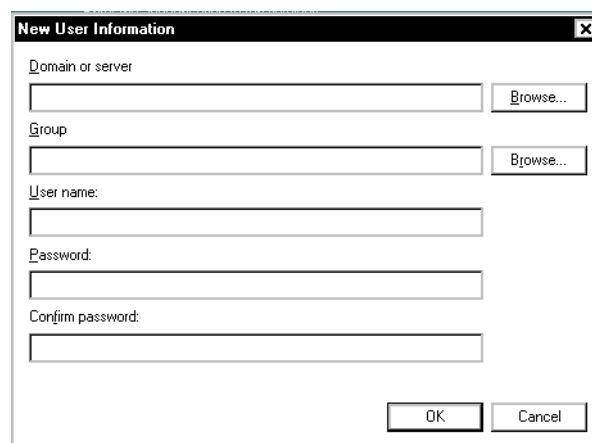 New User Information
Domain or server
Browse...
Group
Browse...
User name:
Password:
Confirm password:
OK
Cancel